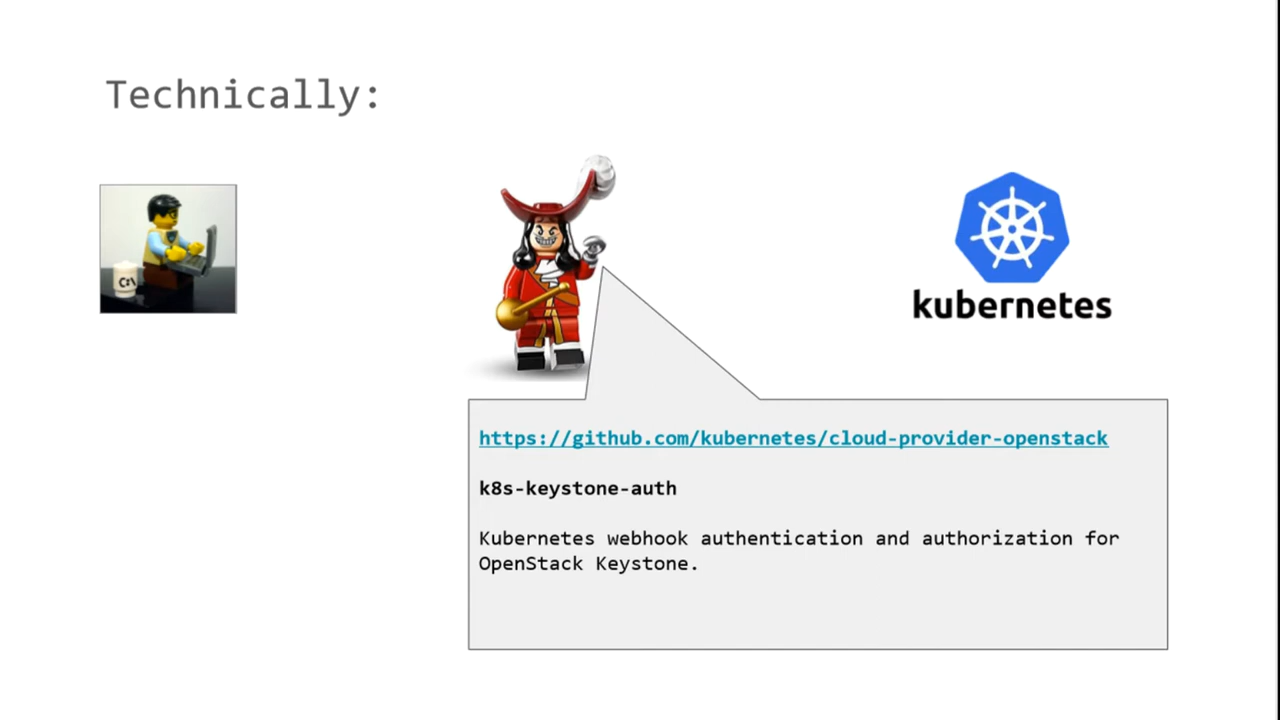 Technically:
C:\
kubernetes
https://github.com/kubernetes/cloud-provider-openstack
k8s-keystone-auth
Kubernetes webhook authentication and authorization for
OpenStack Keystone.